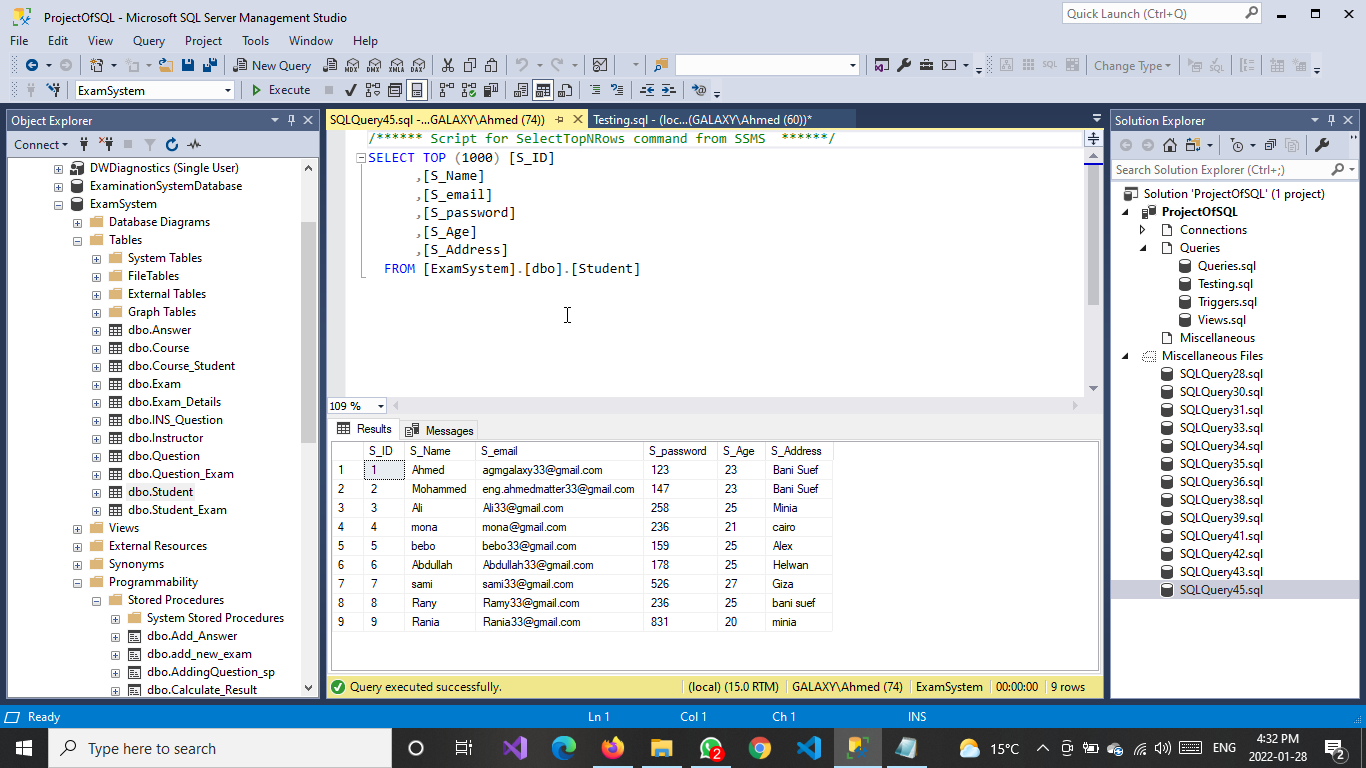 ProjectOfSQL - Microsoft SQL Server Management Studio
Quick Launch (Ctrl+Q)
File Edit View Query Project Tools Window Help
New Query MDX DMX XMLA DAX SQL Change Type
ExamSystem Execute
Object Explorer
Connect
DWDiagnostics (Single User)
ExaminationSystemDatabase
ExamSystem
Database Diagrams
Tables
System Tables
FileTables
External Tables
Graph Tables
dbo.Answer
dbo.Course
dbo.Course_Student
dbo.Exam
dbo.Exam_Details
dbo.INS_Question
dbo.Instructor
dbo.Question
dbo.Question_Exam
dbo.Student
dbo.Student_Exam
Views
External Resources
Synonyms
Programmability
Stored Procedures
System Stored Procedures
dbo.Add_Answer
dbo.add_new_exam
dbo.AddingQuestion_sp
dbo.Calculate_Result
SQLQuery45.sql -...GALAXY\Ahmed (74)) Testing.sql - (loc...(GALAXY\Ahmed (60))*
/****** Script for SelectTopNRows command from SSMS ******/
SELECT TOP (1000) [S_ID]
,[S_Name]
,[S_email]
,[S_password]
,[S_Age]
,[S_Address]
FROM [ExamSystem].[dbo].[Student]
109 %
Results Messages
S_ID S_Name S_email S_password S_Age S_Address
1 1 Ahmed agmgalaxy33@gmail.com 123 23 Bani Suef
2 2 Mohammed eng.ahmedmatter33@gmail.com 147 23 Bani Suef
3 3 Ali Ali33@gmail.com 258 25 Minia
4 4 mona mona@gmail.com 236 21 cairo
5 5 bebo bebo33@gmail.com 159 25 Alex
6 6 Abdullah Abdullah33@gmail.com 178 25 Helwan
7 7 sami sami33@gmail.com 526 27 Giza
8 8 Rany Ramy33@gmail.com 236 25 bani suef
9 9 Rania Rania33@gmail.com 831 20 minia
Query executed successfully. (local) (15.0 RTM) GALAXY\Ahmed (74) ExamSystem 00:00:00 9 rows
Solution Explorer
Search Solution Explorer (Ctrl+;)
Solution 'ProjectOfSQL' (1 project)
ProjectOfSQL
Connections
Queries
Queries.sql
Testing.sql
Triggers.sql
Views.sql
Miscellaneous
Miscellaneous Files
SQLQuery28.sql
SQLQuery30.sql
SQLQuery31.sql
SQLQuery33.sql
SQLQuery34.sql
SQLQuery35.sql
SQLQuery36.sql
SQLQuery38.sql
SQLQuery39.sql
SQLQuery41.sql
SQLQuery42.sql
SQLQuery43.sql
SQLQuery45.sql
Ready Ln 1 Col 1 Ch 1 INS
Type here to search 2 15°C ENG 4:32 PM
2022-01-28 2